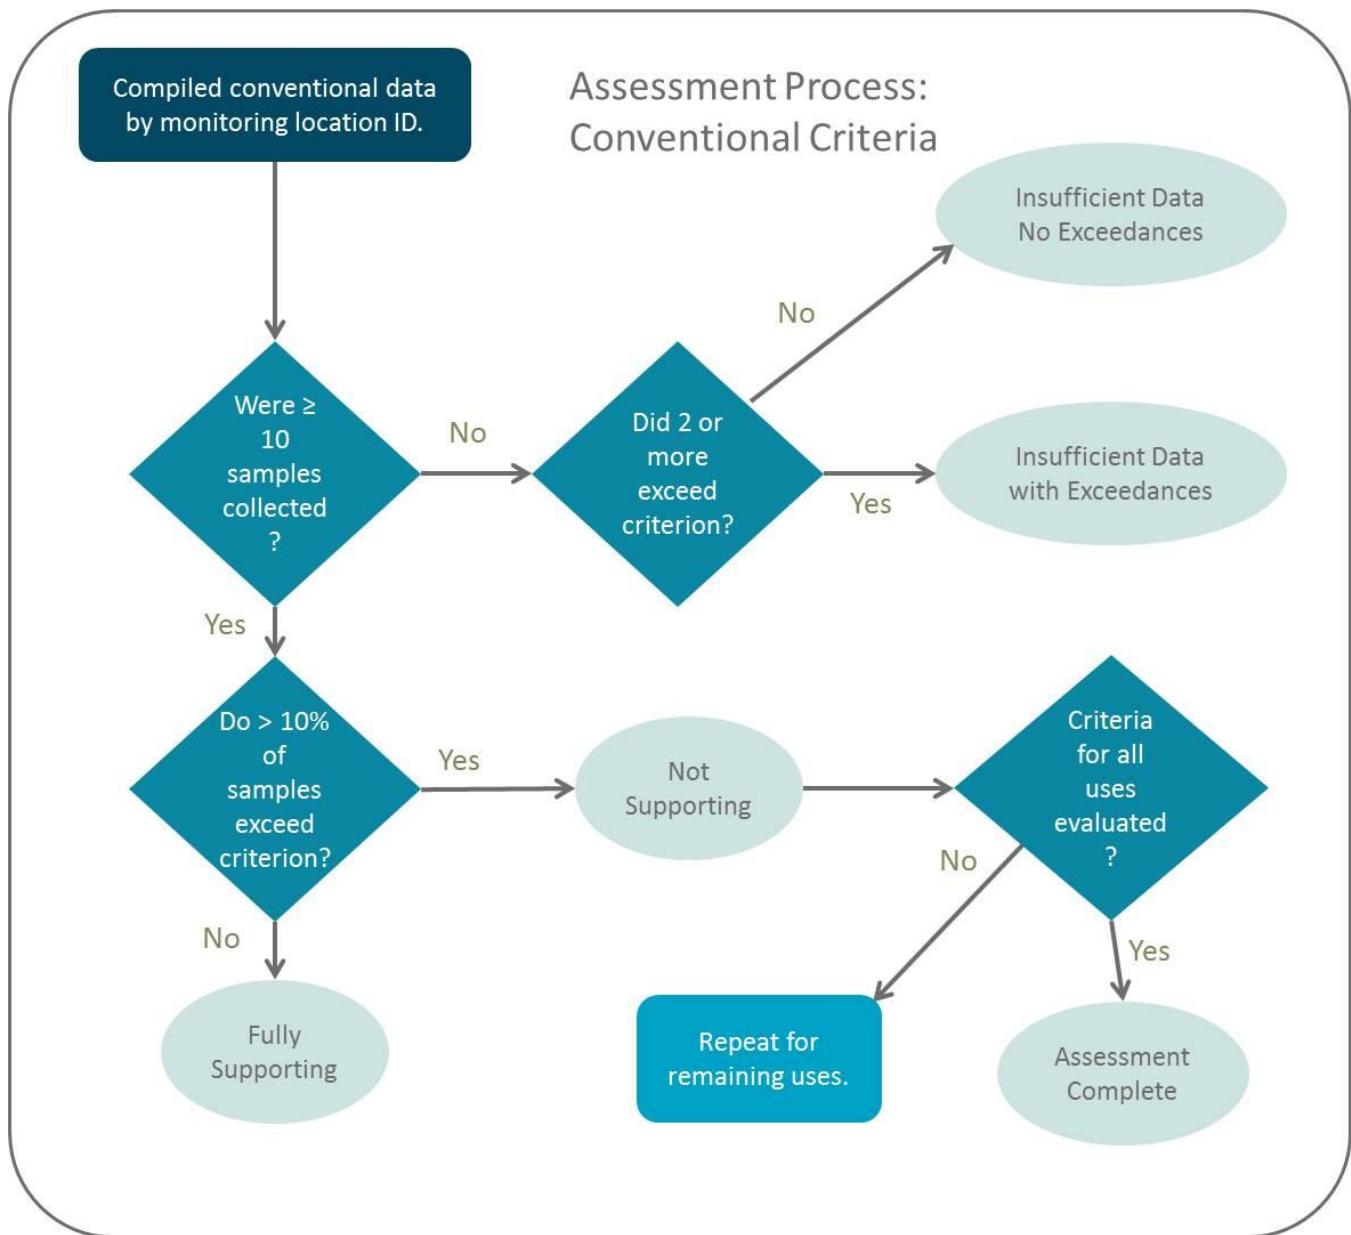 Compiled conventional data
by monitoring location ID.
Assessment Process:
Conventional Criteria
Insufficient Data
No Exceedances
No
Were ≥
10
samples
collected
?
No
Did 2 or
more
exceed
criterion?
Yes
Insufficient Data
with Exceedances
Yes
Do > 10%
of
samples
exceed
criterion?
Yes
Not
Supporting
Criteria
for all
uses
evaluated
?
No
Yes
No
Fully
Supporting
Repeat for
remaining uses.
Assessment
Complete